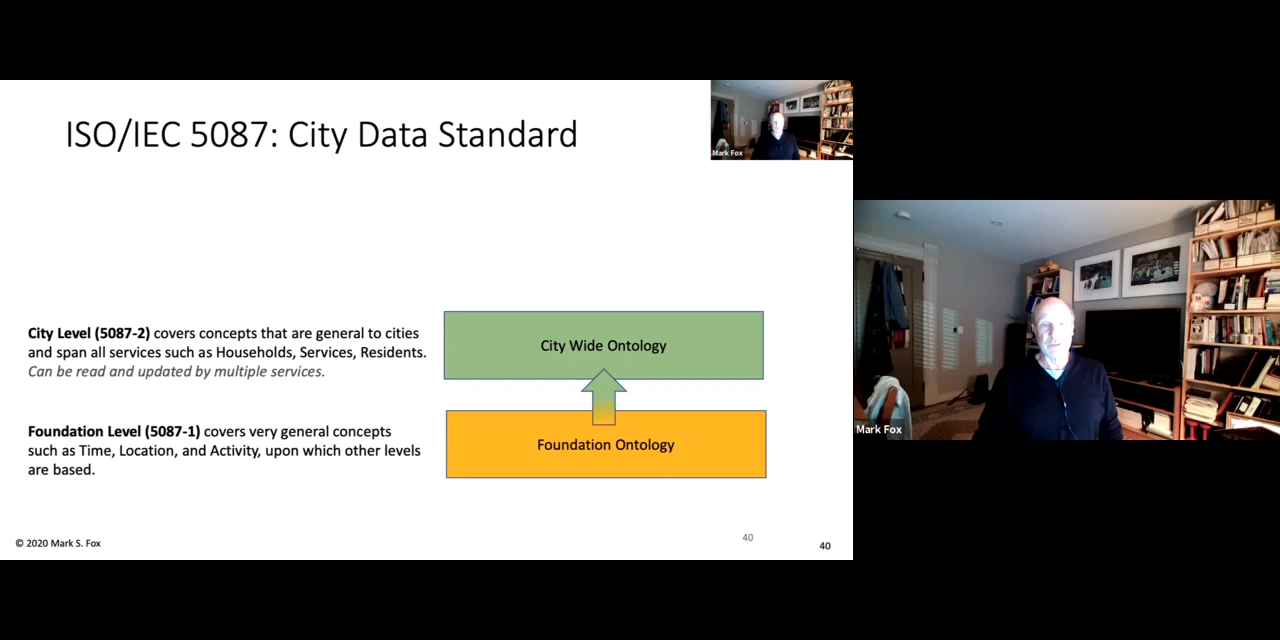 ISO/IEC 5087: City Data Standard
Mark Fox
City Level (5087-2) covers concepts that are general to cities
and span all services such as Households, Services, Residents.
Can be read and updated by multiple services.
City Wide Ontology
Foundation Level (5087-1) covers very general concepts
such as Time, Location, and Activity, upon which other levels
are based.
Foundation Ontology
© 2020 Mark S. Fox
40
40
Mark Fox